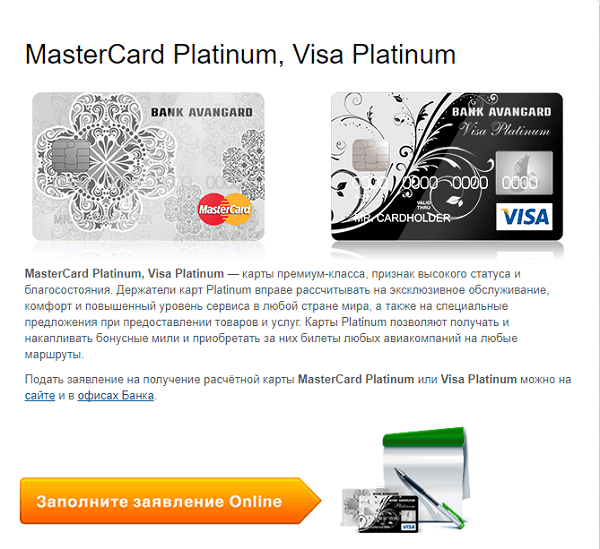 MasterCard Platinum, Visa Platinum
BANK AVANGARD
MasterCard
BANK AVANGARD
Visa Platinum
0000 0000 0000 0000
VALID
THRU
MR. CARDHOLDER
VISA
MasterCard Platinum, Visa Platinum — карты премиум-класса, признак высокого статуса и
благосостояния. Держатели карт Platinum вправе рассчитывать на эксклюзивное обслуживание,
комфорт и повышенный уровень сервиса в любой стране мира, а также на специальные
предложения при предоставлении товаров и услуг. Карты Platinum позволяют получать и
накапливать бонусные мили и приобретать за них билеты любых авиакомпаний на любые
маршруты.
Подать заявление на получение расчётной карты MasterCard Platinum или Visa Platinum можно на
сайте и в офисах Банка.
Заполните заявление Online